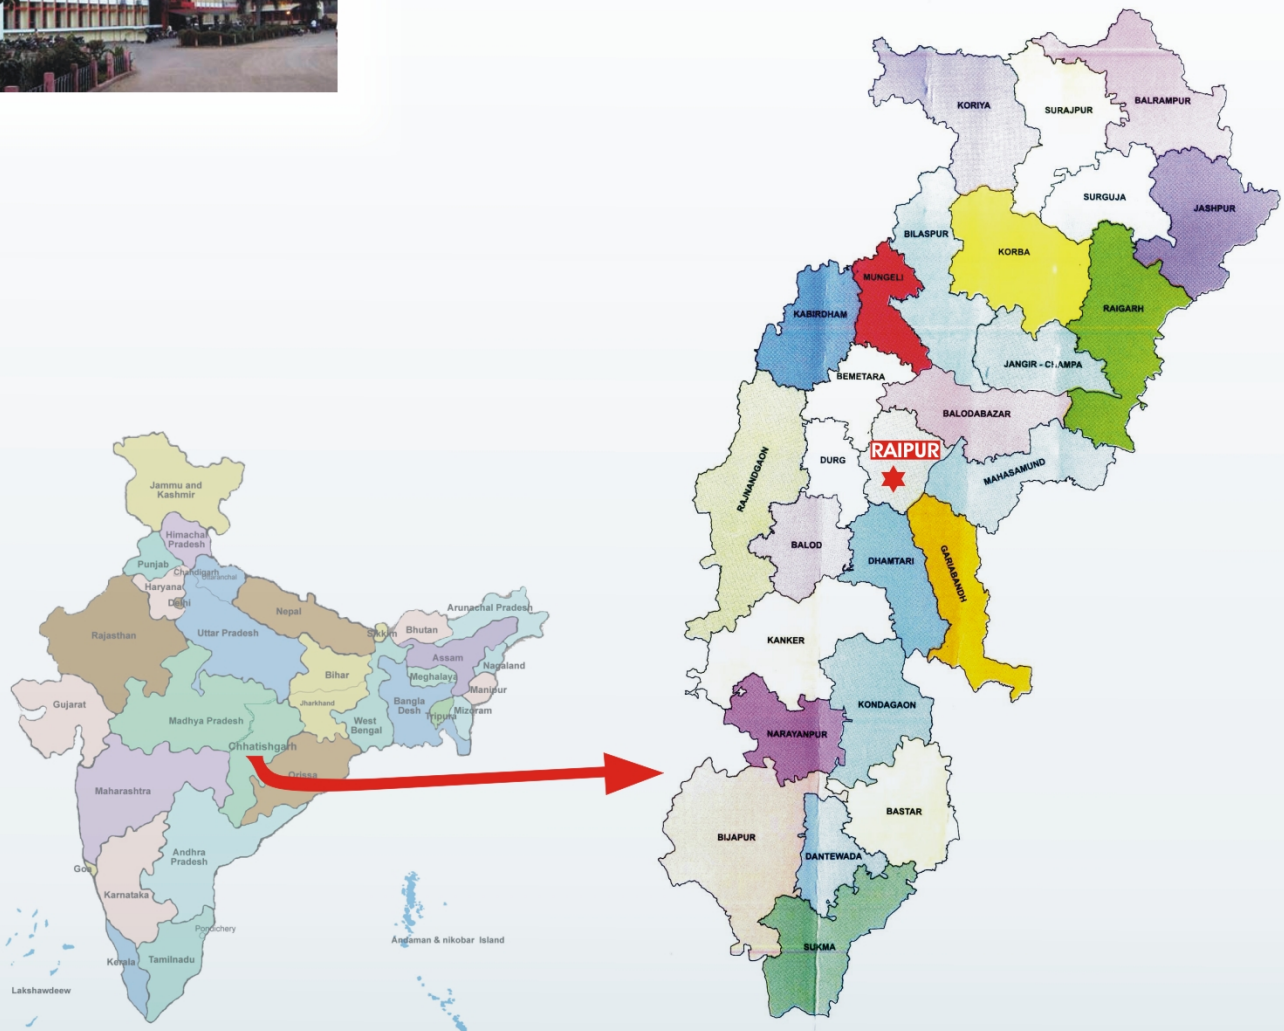 KORIYA
SURAJPUR
BALRAMPUR
SURGUJA
JASHPUR
BILASPUR
KORBA
MUNGELI
RAIGARH
KABIRDHAM
JANGIR - CHAMPA
BEMETARA
BALODABAZAR
RAIPUR
DURG
MAHASAMUND
RAJNANDGAON
BALOD
DHAMTARI
GARIABANDH
KANKER
KONDAGAON
NARAYANPUR
BASTAR
BIJAPUR
DANTEWADA
SUKMA
Jammu and
Kashmir
Himachal
Pradesh
Punjab
Chandigarh
Uttaranchal
Haryana
Delhi
Rajasthan
Uttar Pradesh
Nepal
Sikkim
Bhutan
Arunachal Pradesh
Assam
Nagaland
Meghalaya
Manipur
Bihar
Jharkhand
Gujarat
Madhya Pradesh
West
Bengal
Bangla
Desh
Tripura
Mizoram
Chhatishgarh
Orissa
Maharashtra
Andhra
Pradesh
Goa
Karnataka
Pondichery
Kerala
Tamilnadu
Andaman & nikobar Island
Lakshawdeew